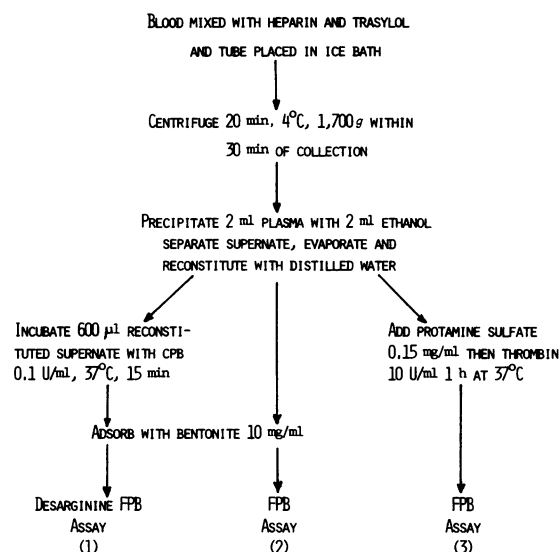 BLOOD MIXED WITH HEPARIN AND TRASYLOL
AND TUBE PLACED IN ICE BATH
CENTRIFUGE 20 min, 4°C, 1,700g WITHIN
30 min OF COLLECTION
PRECIPITATE 2 ml PLASMA WITH 2 ml ETHANOL
SEPARATE SUPERNATE, EVAPORATE AND
RECONSTITUTE WITH DISTILLED WATER
INCUBATE 600 µl RECONSTI-
TUTED SUPERNATE WITH CPB
0.1 U/ml, 37°C, 15 min
ADD PROTAMINE SULFATE
0.15 mg/ml THEN THROMBIN
10 U/ml 1 h AT 37°C
ADSORB WITH BENTONITE 10 mg/ml
DESARGININE FPB
ASSAY
(1)
FPB
ASSAY
(2)
FPB
ASSAY
(3)